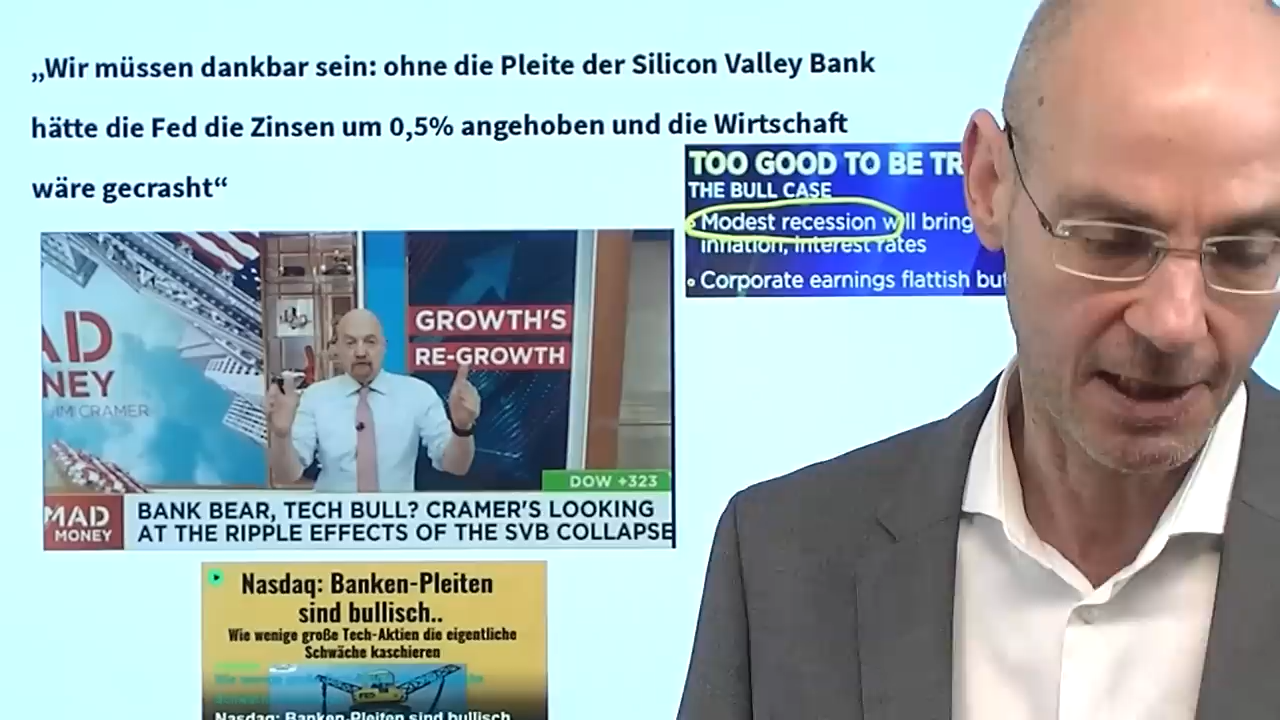 „Wir müssen dankbar sein: ohne die Pleite der Silicon Valley Bank
hätte die Fed die Zinsen um 0,5% angehoben und die Wirtschaft
wäre gecrasht“
TOO GOOD TO BE TR
THE BULL CASE
Modest recession will bring
inflation, interest rates
Corporate earnings flattish but
AD
NEY
JIM CRAMER
GROWTH'S
RE-GROWTH
DOW +323
MAD
MONEY
BANK BEAR, TECH BULL? CRAMER'S LOOKING
AT THE RIPPLE EFFECTS OF THE SVB COLLAPSE
Nasdaq: Banken-Pleiten
sind bullisch..
Wie wenige große Tech-Aktien die eigentliche
Schwäche kaschieren
FED
Nasdaq: Banken-Pleiten sind bullisch